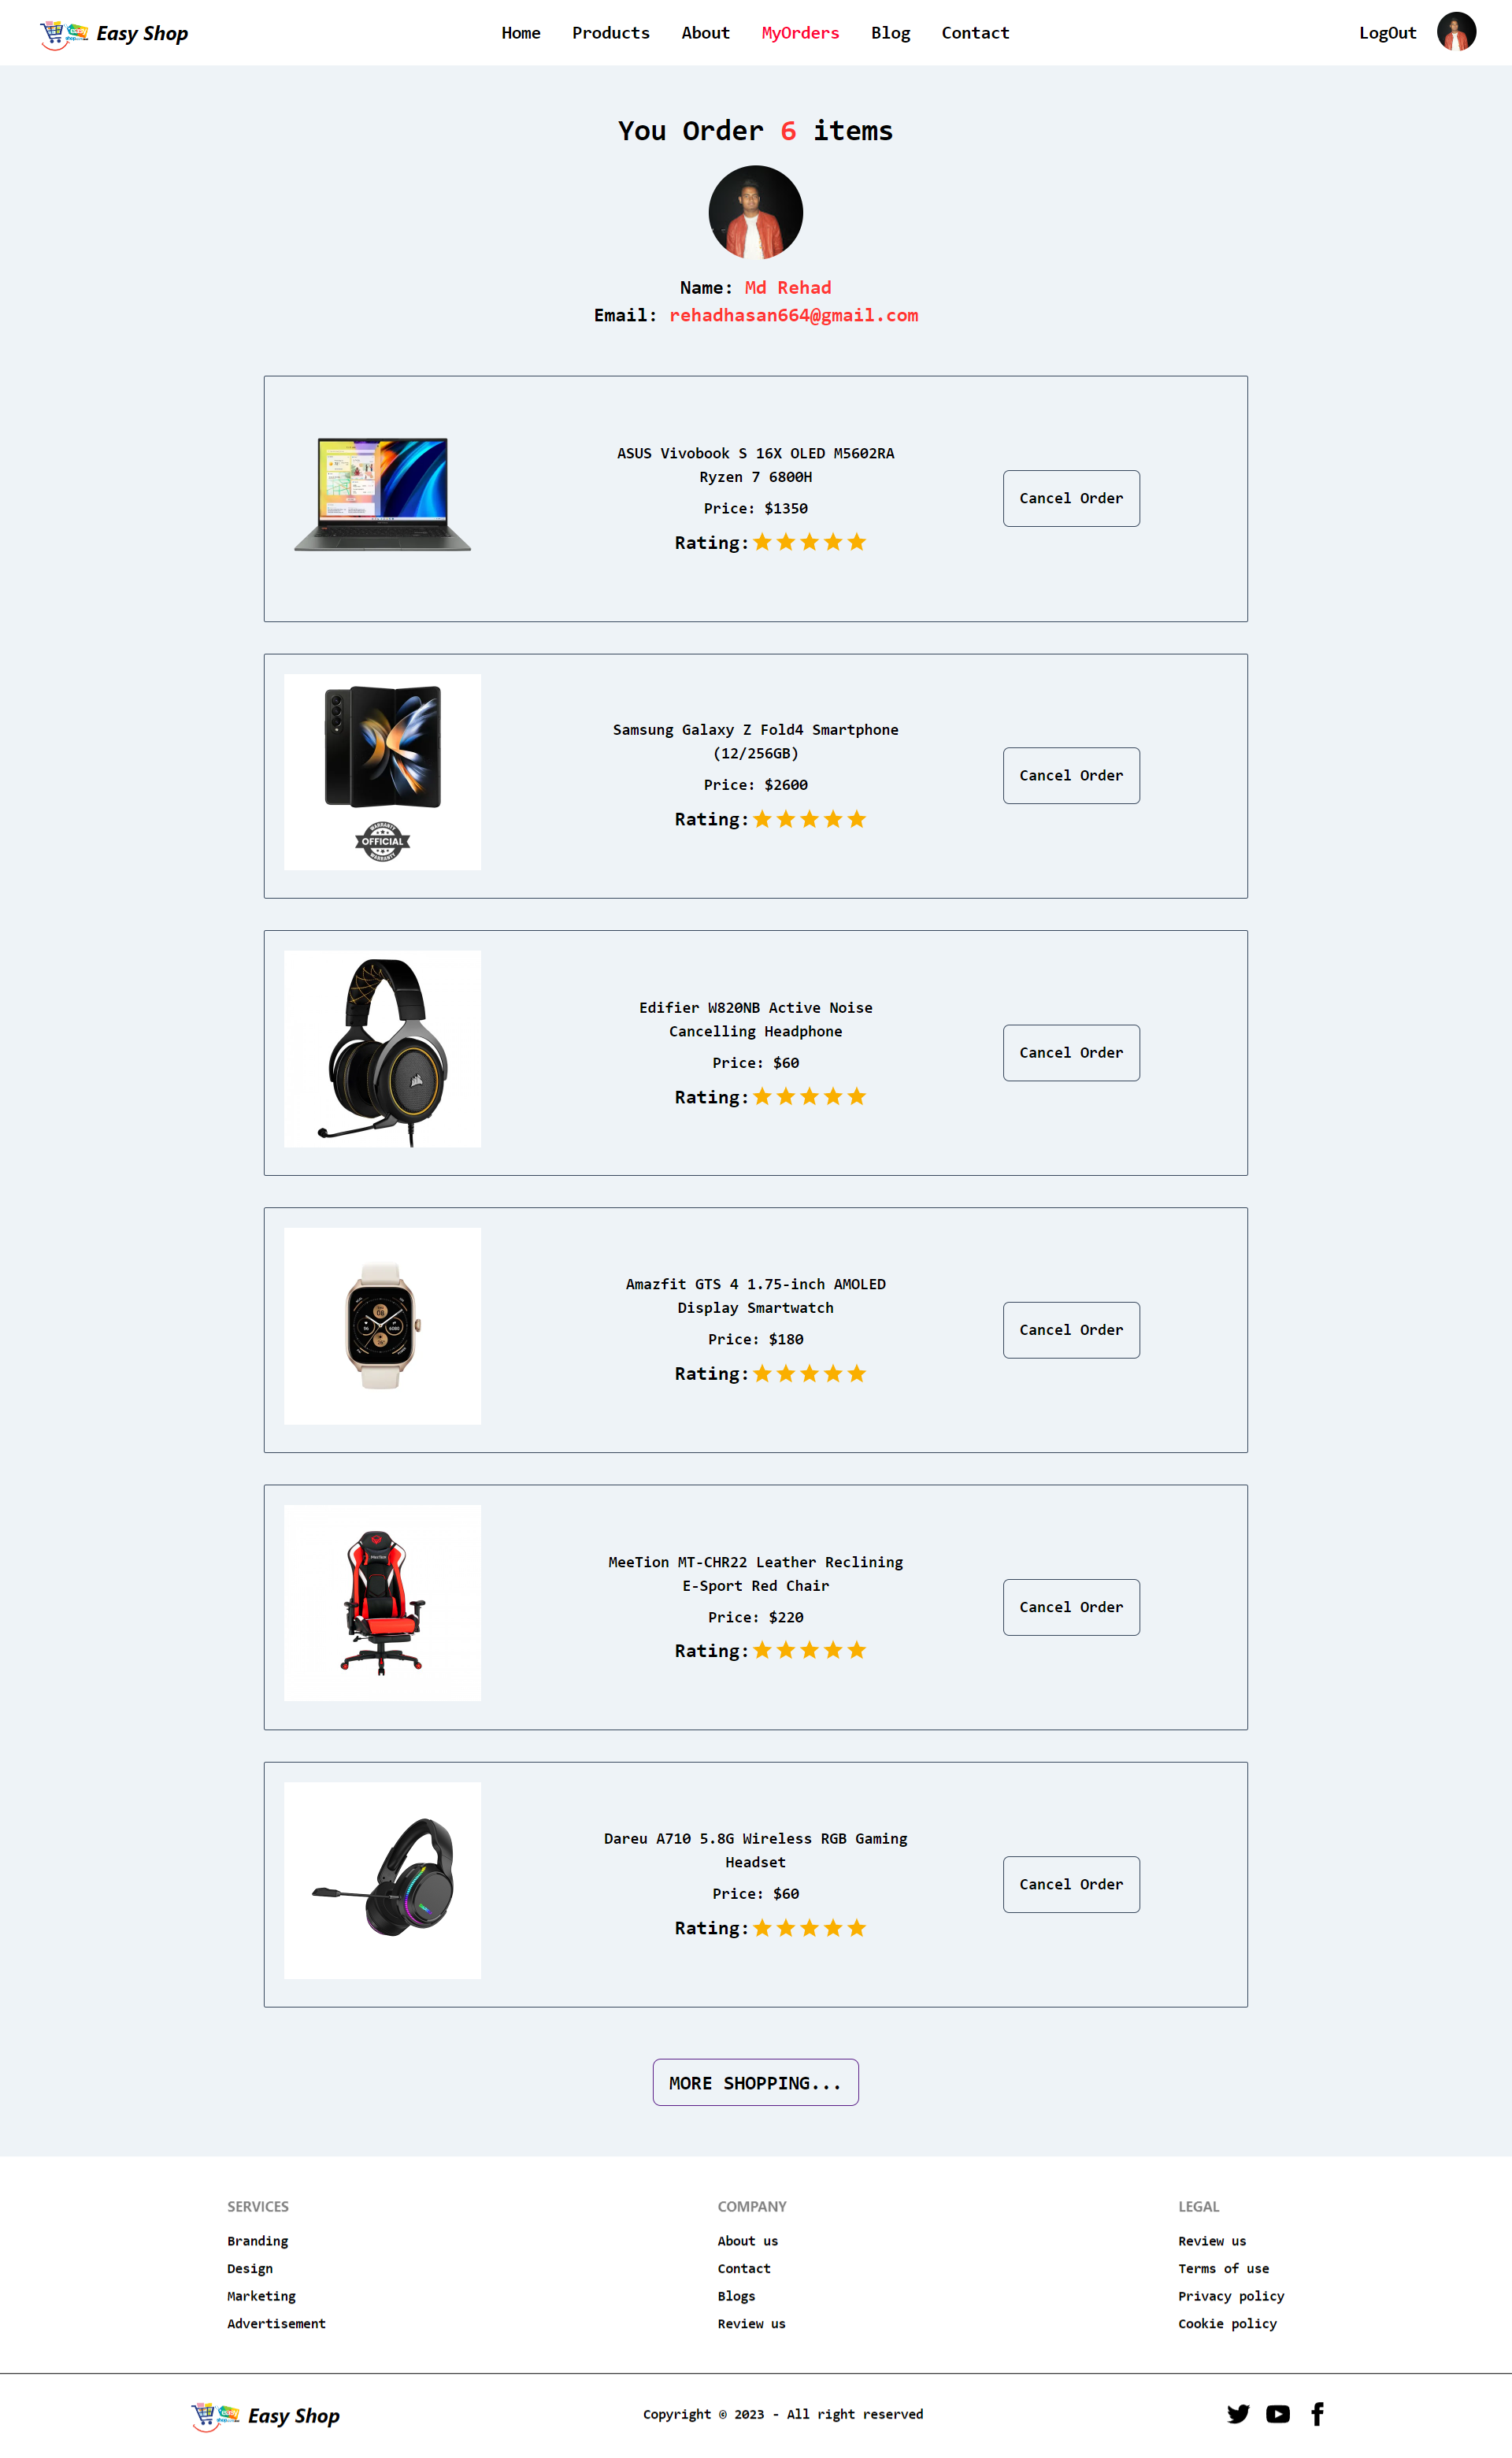 Easy Shop
Home Products About MyOrders Blog Contact
LogOut
You Order 6 items
Name: Md Rehad
Email: rehadhasan664@gmail.com
ASUS Vivobook S 16X OLED M5602RA
Ryzen 7 6800H
Price: $1350
Rating:
Cancel Order
Samsung Galaxy Z Fold4 Smartphone
(12/256GB)
Price: $2600
Rating:
Cancel Order
WARRANTY
OFFICIAL
WARRANTY
Edifier W820NB Active Noise
Cancelling Headphone
Price: $60
Rating:
Cancel Order
Amazfit GTS 4 1.75-inch AMOLED
Display Smartwatch
Price: $180
Rating:
Cancel Order
MeeTion MT-CHR22 Leather Reclining
E-Sport Red Chair
Price: $220
Rating:
Cancel Order
Dareu A710 5.8G Wireless RGB Gaming
Headset
Price: $60
Rating:
Cancel Order
MORE SHOPPING...
SERVICES
Branding
Design
Marketing
Advertisement
COMPANY
About us
Contact
Blogs
Review us
LEGAL
Review us
Terms of use
Privacy policy
Cookie policy
Easy Shop
Copyright © 2023 - All right reserved